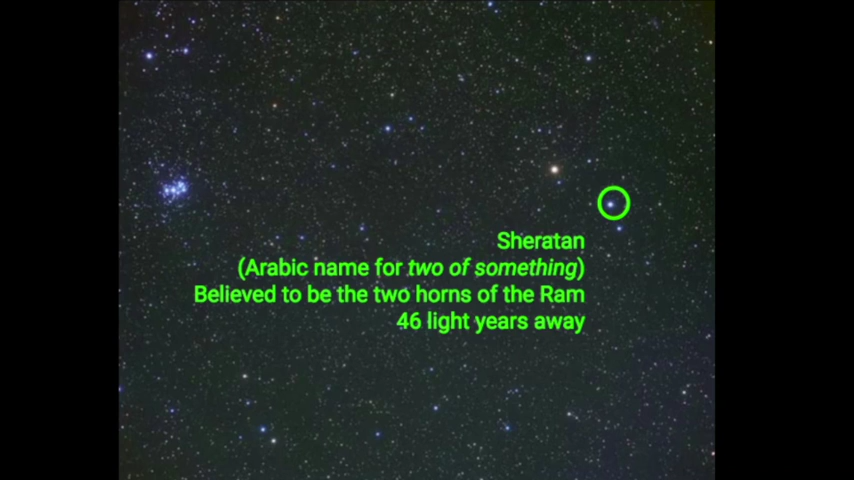 Sheratan
(Arabic name for two of something)
Believed to be the two horns of the Ram
46 light years away